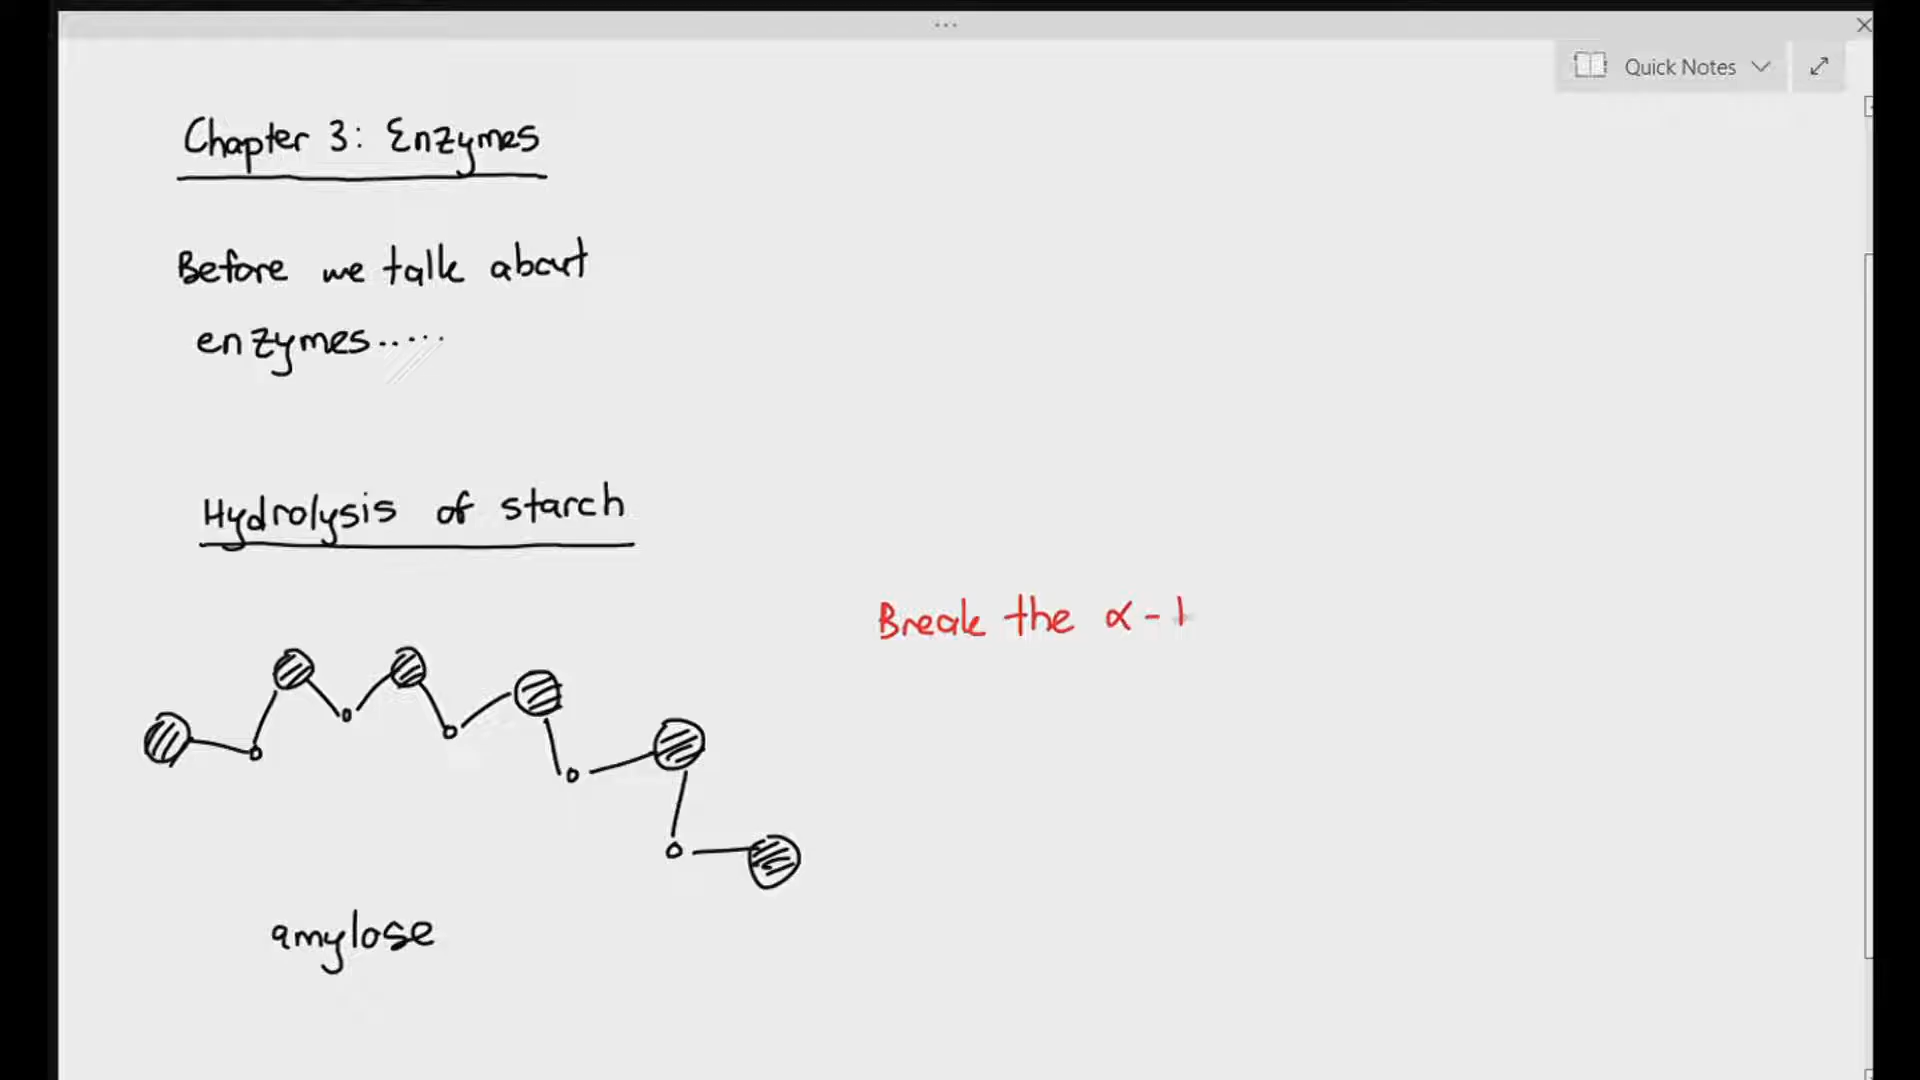 Quick Notes
Chapter 3: Enzymes
Before we talk about
enzymes.....
Hydrolysis of starch
Break the α - 1
amylose